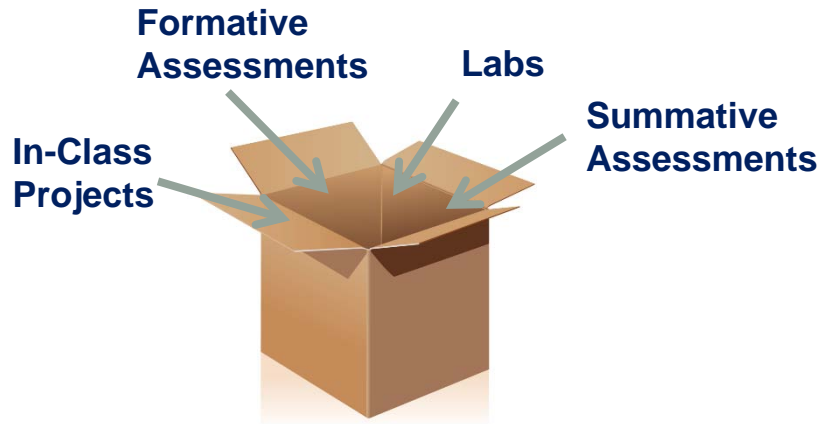 Formative
Assessments
Labs
Summative
Assessments
In-Class
Projects